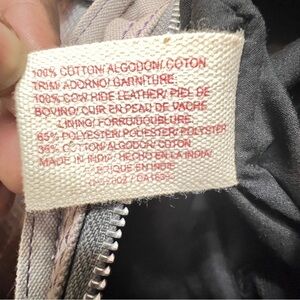 100% COTTON/ ALGODON/ COTON
TRIM/ ADORNO/ GARNITURE:
100% COW HIDE LEATHER/ PIEL DE
BOVINO/ CUIR EN PEAU DE VACHE
LINING/ FORRO/DOUBLURE:
65% POLYESTER/ POLYESTER/ POLYSTER
35% COTTON/ ALGODON/ COTON
MADE IN INDIA/ HECHO EN LA INDIA/
FABRIQUE EN INDE